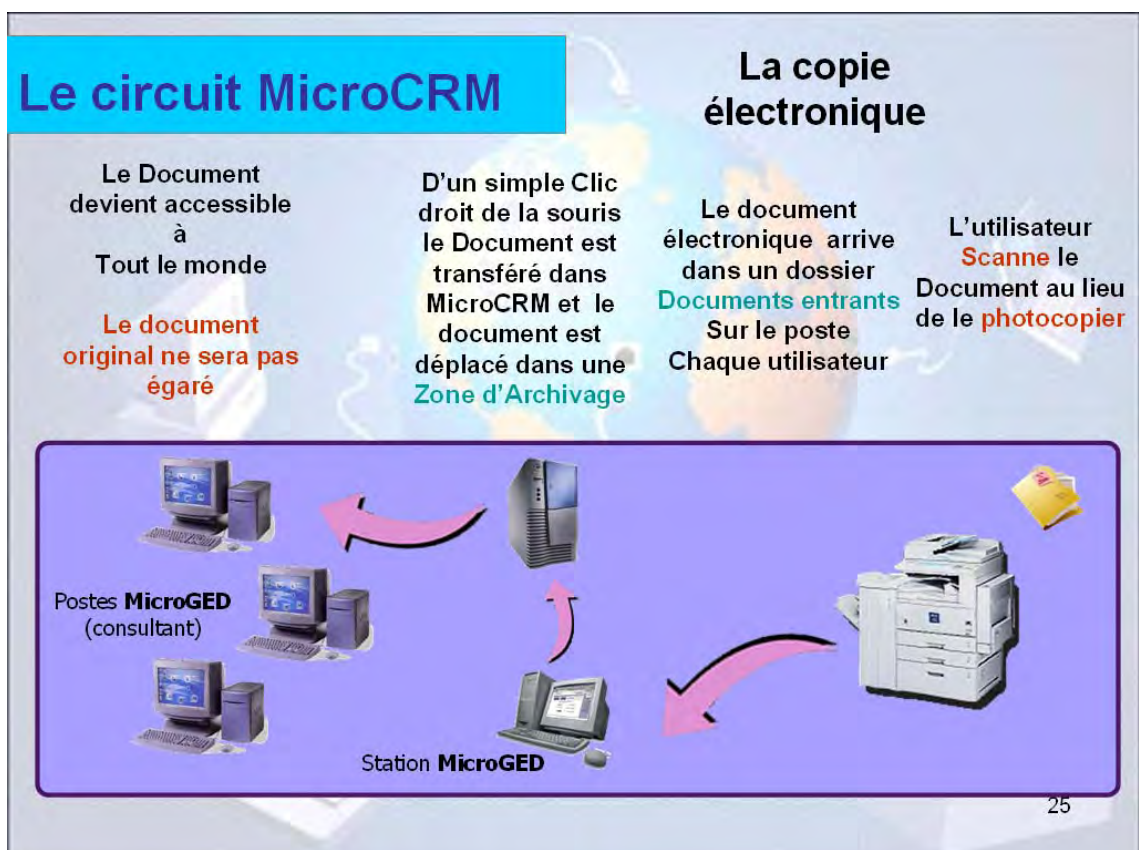 Le circuit MicroCRM
La copie
électronique
Le Document
devient accessible
à
Tout le monde
Le document
original ne sera pas
égaré
D'un simple Clic
droit de la souris
le Document est
transféré dans
MicroCRM et le
document est
déplacé dans une
Zone d'Archivage
Le document
électronique arrive
dans un dossier
Documents entrants
Sur le poste
Chaque utilisateur
L'utilisateur
Scanne le
Document au lieu
de le photocopier
Postes MicroGED
(consultant)
Station MicroGED
25